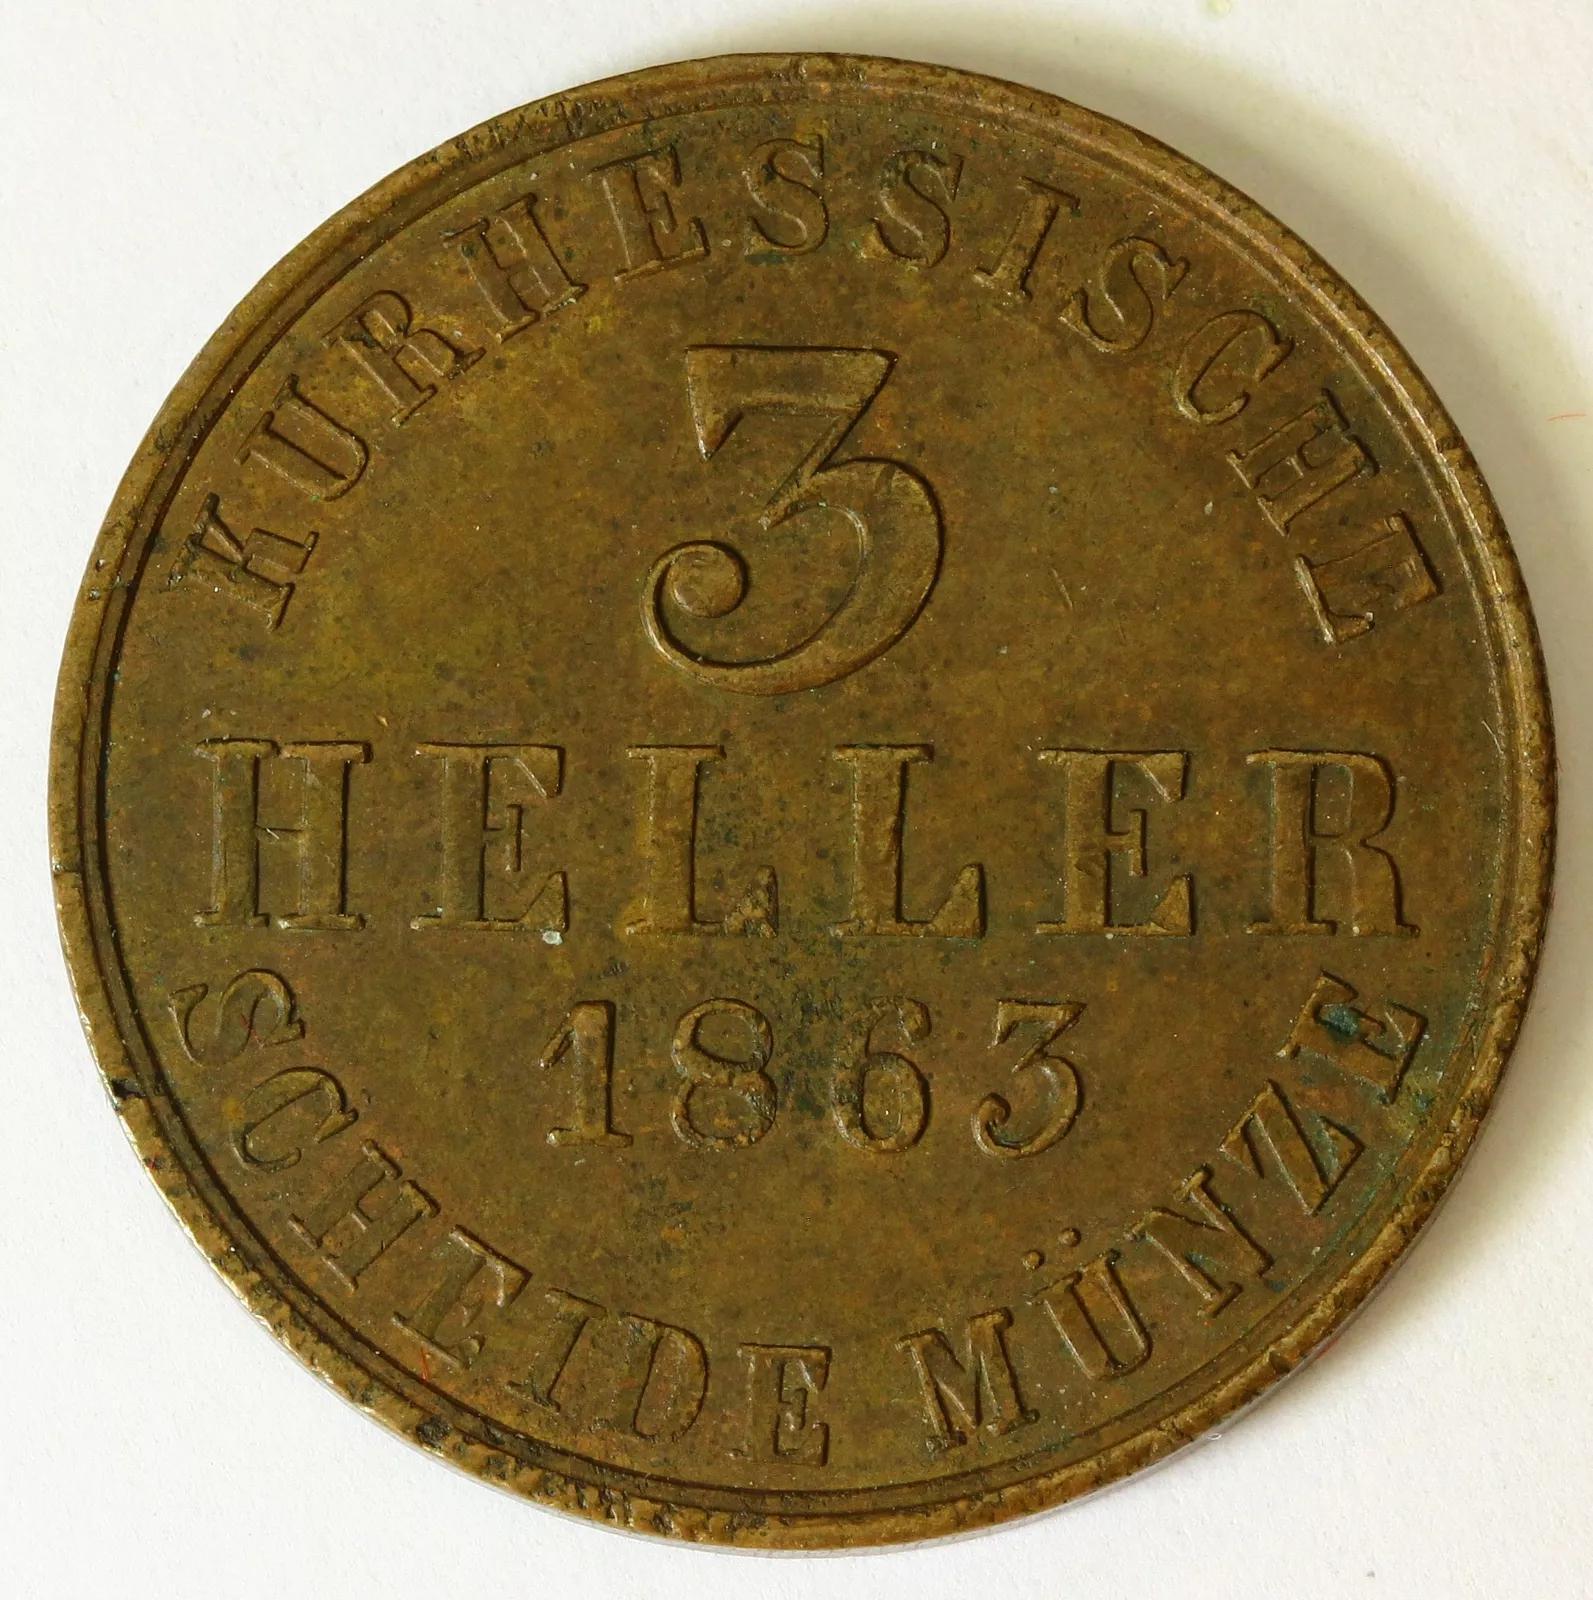 KURHESSISCHE
3
HELLER
1863
SCHEIDE MÜNZE